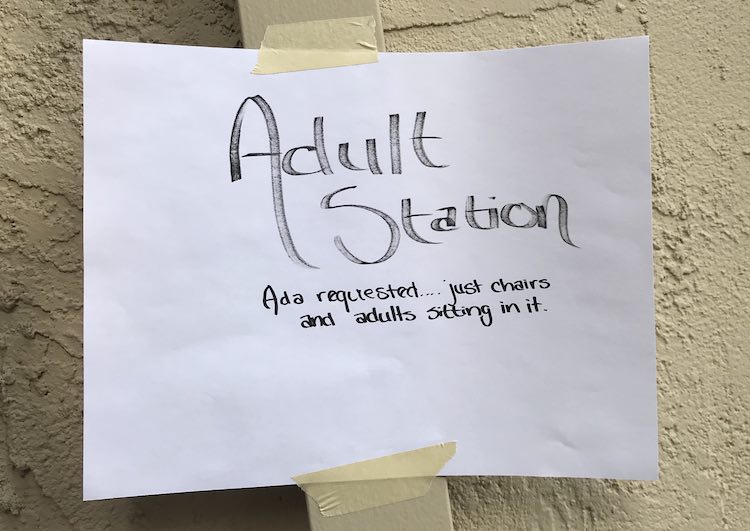 Adult
Station
Ada requested.... just chairs
and adults sitting in it.